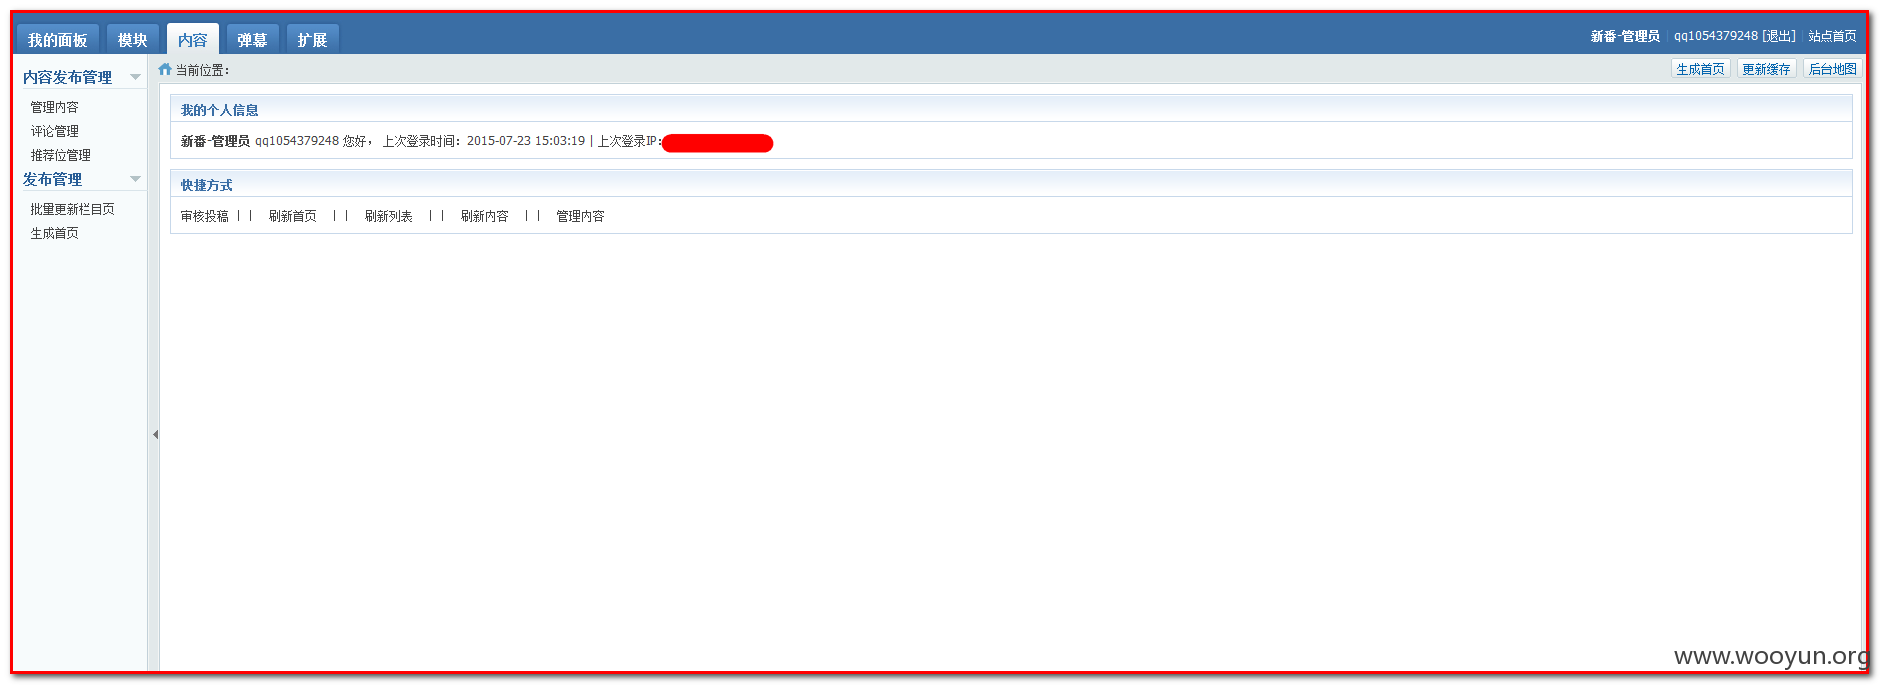 我的面板 模块 内容 弹幕 扩展
新番-管理员 | qq1054379248 [退出] | 站点首页
内容发布管理
管理内容
评论管理
推荐位管理
发布管理
批量更新栏目页
生成首页
当前位置：
生成首页 更新缓存 后台地图
我的个人信息
新番-管理员 qq1054379248 您好， 上次登录时间：2015-07-23 15:03:19 | 上次登录IP:
快捷方式
审核投稿 | | 刷新首页 | | 刷新列表 | | 刷新内容 | | 管理内容
www.wooyun.org